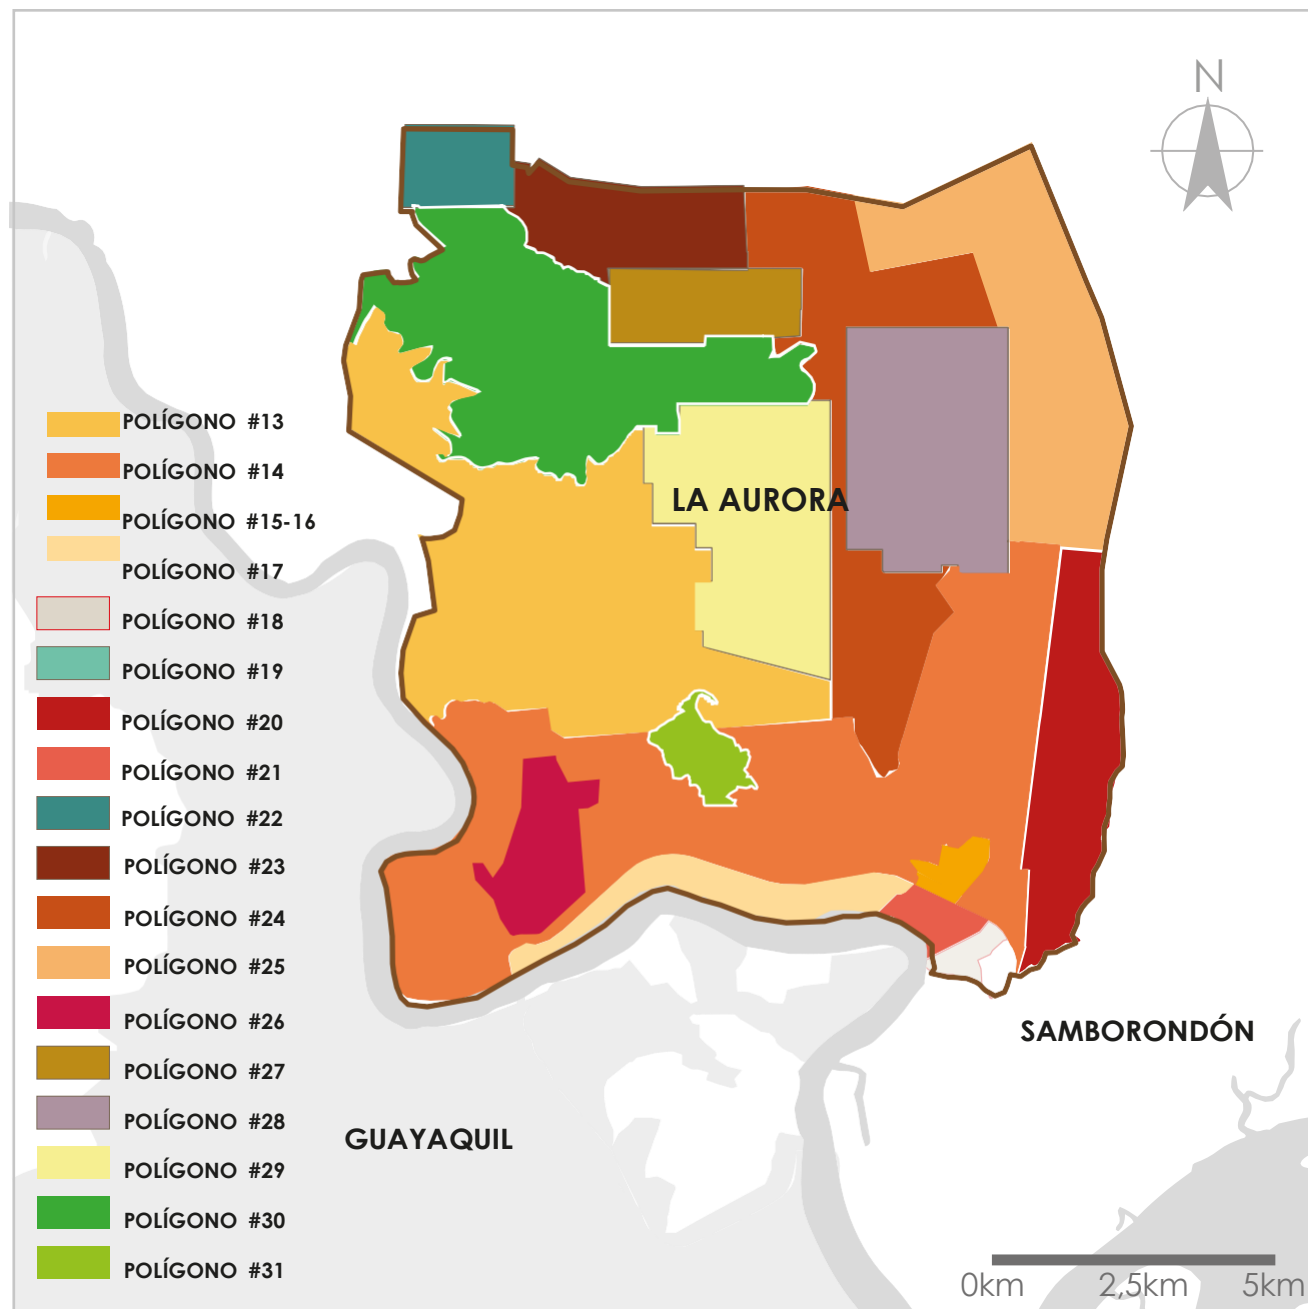 N
POLÍGONO #13
POLÍGONO #14
POLÍGONO #15-16
POLÍGONO #17
POLÍGONO #18
POLÍGONO #19
POLÍGONO #20
POLÍGONO #21
POLÍGONO #22
POLÍGONO #23
POLÍGONO #24
POLÍGONO #25
POLÍGONO #26
POLÍGONO #27
POLÍGONO #28
POLÍGONO #29
POLÍGONO #30
POLÍGONO #31
LA AURORA
SAMBORONDÓN
GUAYAQUIL
0km 2,5km 5km